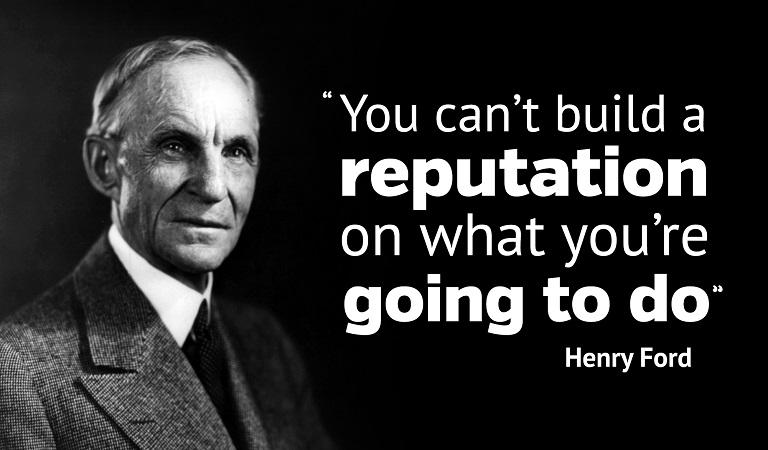 “You can’t build a
reputation
on what you’re
going to do”
Henry Ford